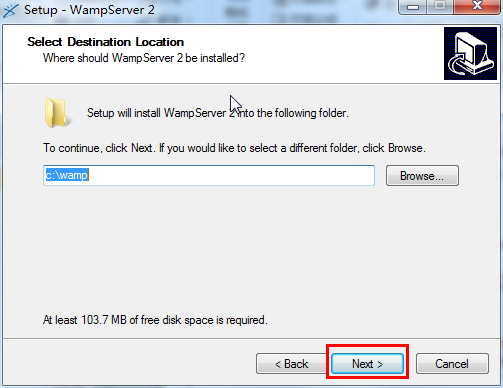 Setup - WampServer 2
Select Destination Location
Where should WampServer 2 be installed?
Setup will install WampServer 2 into the following folder.
To continue, click Next. If you would like to select a different folder, click Browse.
c:\wamp
Browse...
At least 103.7 MB of free disk space is required.
< Back
Next >
Cancel